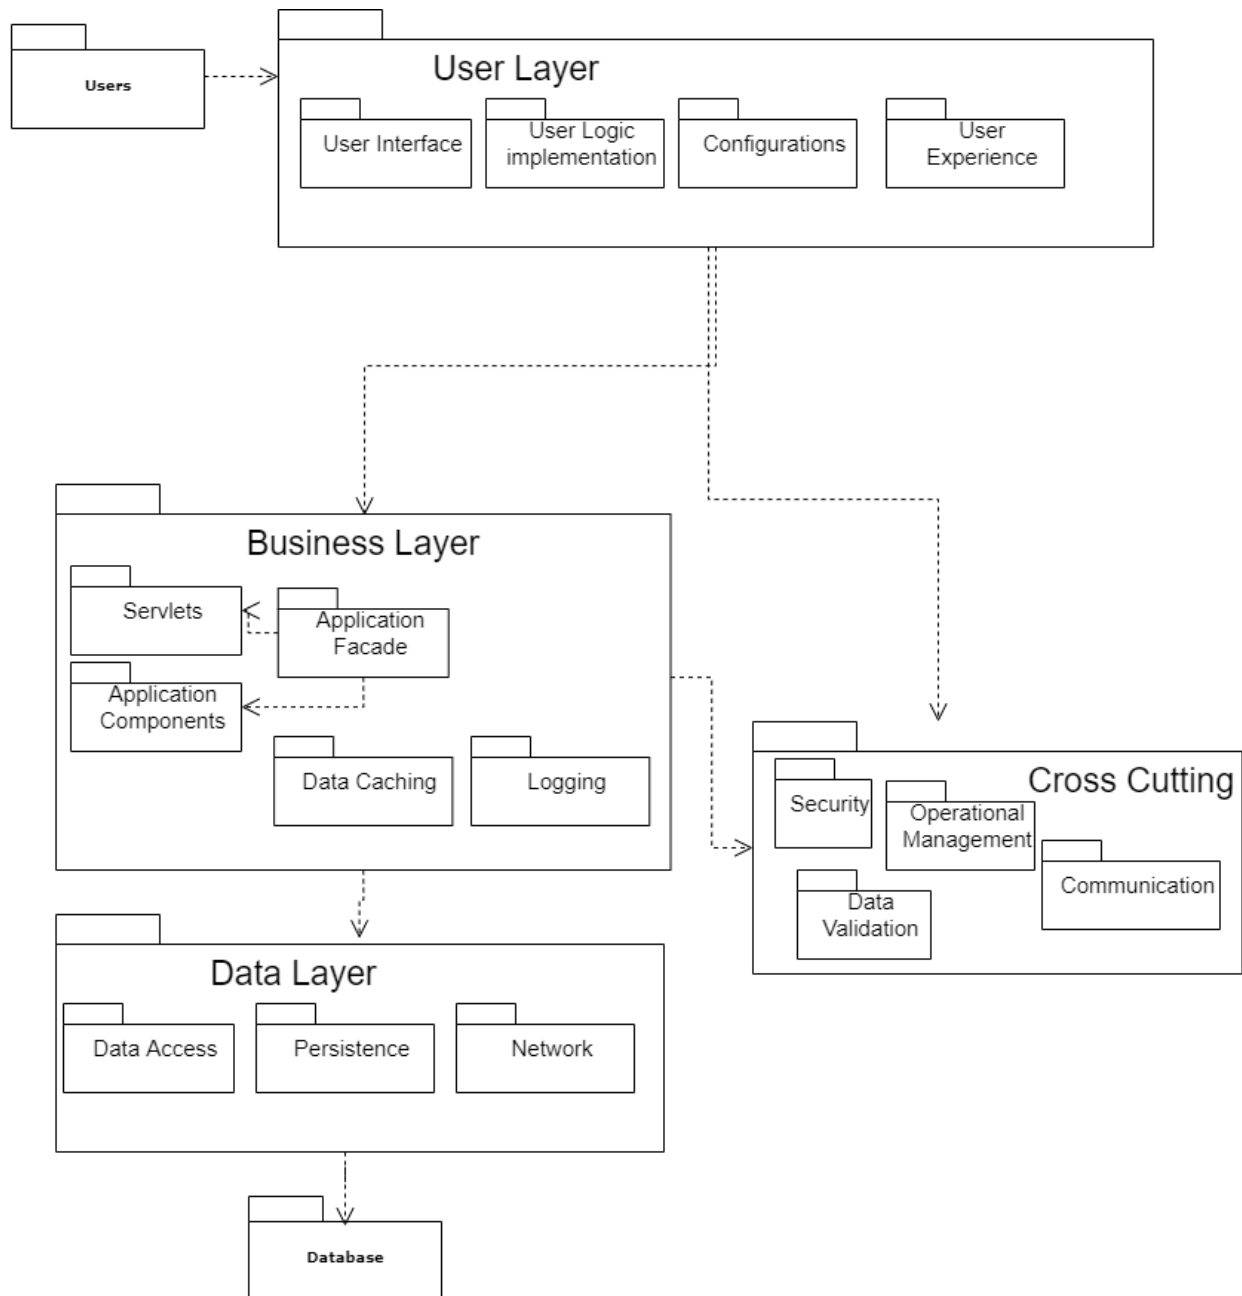 Users
User Layer
User Interface
User Logic
implementation
Configurations
User
Experience
Business Layer
Servlets
Application
Facade
Application
Components
Data Caching
Logging
Cross Cutting
Security
Operational
Management
Communication
Data
Validation
Data Layer
Data Access
Persistence
Network
Database